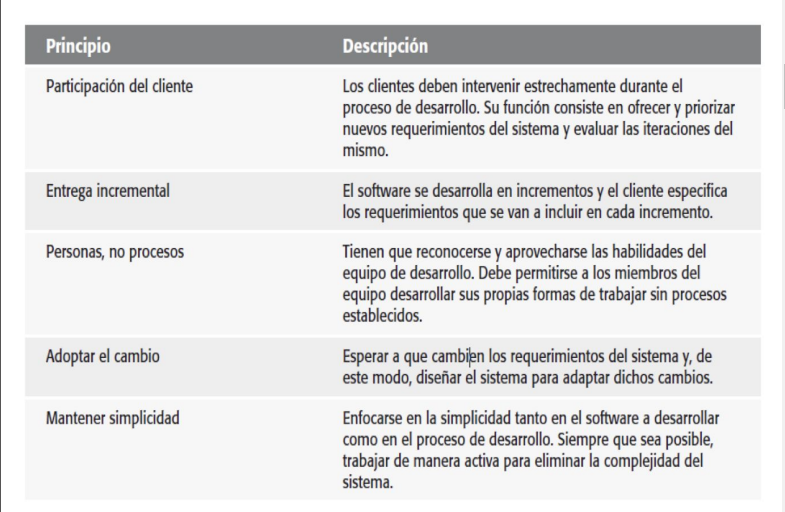 Principio Descripción
Participación del cliente Los clientes deben intervenir estrechamente durante el
proceso de desarrollo. Su función consiste en ofrecer y priorizar
nuevos requerimientos del sistema y evaluar las iteraciones del
mismo.
Entrega incremental El software se desarrolla en incrementos y el cliente especifica
los requerimientos que se van a incluir en cada incremento.
Personas, no procesos Tienen que reconocerse y aprovecharse las habilidades del
equipo de desarrollo. Debe permitirse a los miembros del
equipo desarrollar sus propias formas de trabajar sin procesos
establecidos.
Adoptar el cambio Esperar a que cambien los requerimientos del sistema y, de
este modo, diseñar el sistema para adaptar dichos cambios.
Mantener simplicidad Enfocarse en la simplicidad tanto en el software a desarrollar
como en el proceso de desarrollo. Siempre que sea posible,
trabajar de manera activa para eliminar la complejidad del
sistema.